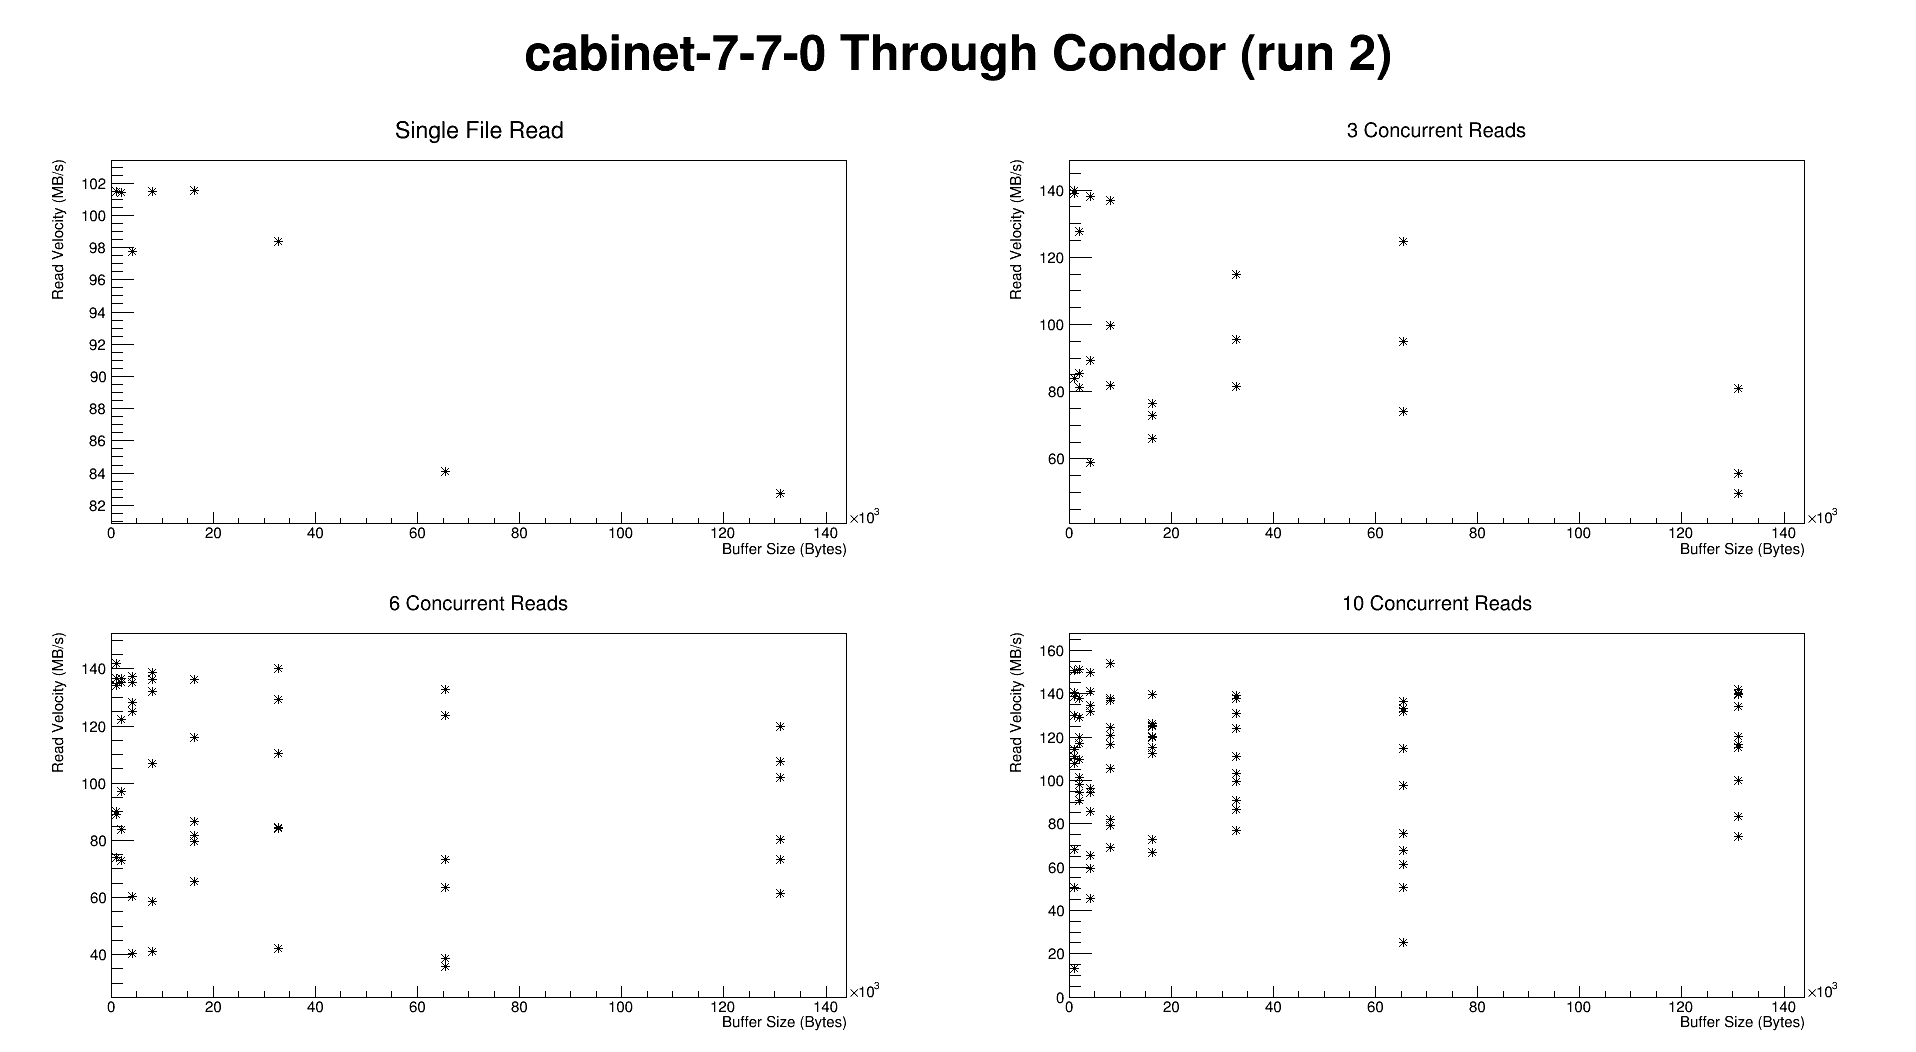 cabinet-7-7-0 Through Condor (run 2)
Single File Read
Read Velocity (MB/s)
102
100
98
96
94
92
90
88
86
84
82
0 20 40 60 80 100 120 140
×10³
Buffer Size (Bytes)
3 Concurrent Reads
Read Velocity (MB/s)
140
120
100
80
60
0 20 40 60 80 100 120 140
×10³
Buffer Size (Bytes)
6 Concurrent Reads
Read Velocity (MB/s)
140
120
100
80
60
40
0 20 40 60 80 100 120 140
×10³
Buffer Size (Bytes)
10 Concurrent Reads
Read Velocity (MB/s)
160
140
120
100
80
60
40
20
0
0 20 40 60 80 100 120 140
×10³
Buffer Size (Bytes)